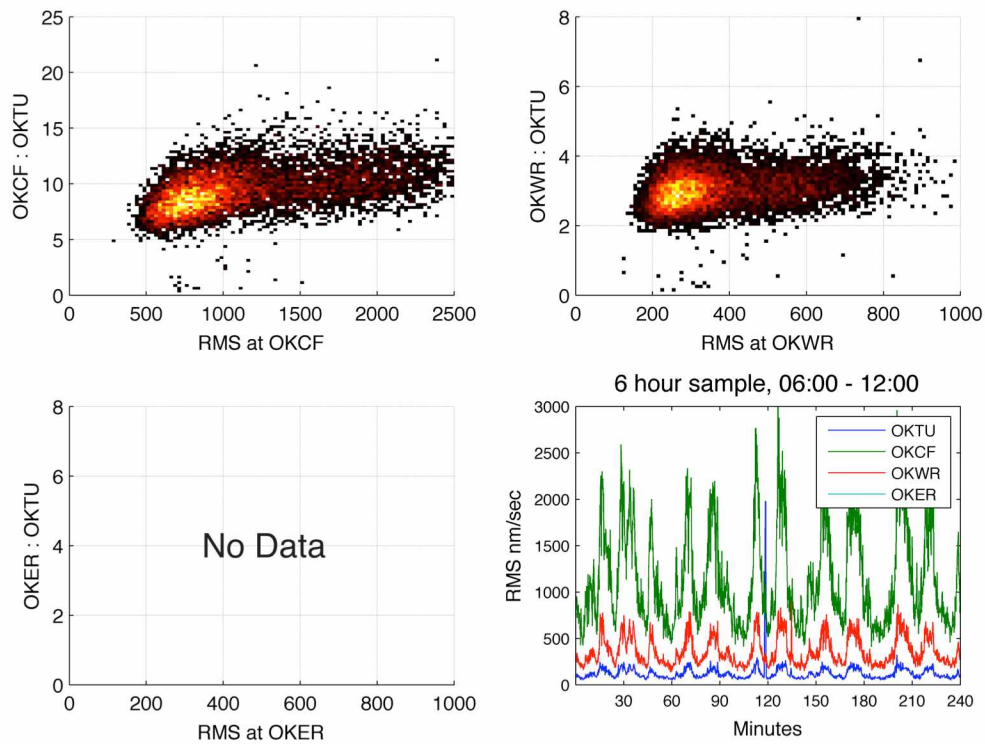 25
20
15
10
5
0
0 500 1000 1500 2000 2500
OKCF : OKTU
RMS at OKCF
8
6
4
2
0
0 200 400 600 800 1000
OKWR : OKTU
RMS at OKWR
8
6
4
2
0
0 200 400 600 800 1000
OKER : OKTU
No Data
RMS at OKER
6 hour sample, 06:00 - 12:00
3000
2500
2000
1500
1000
500
0
30 60 90 120 150 180 210 240
RMS nm/sec
Minutes
OKTU
OKCF
OKWR
OKER